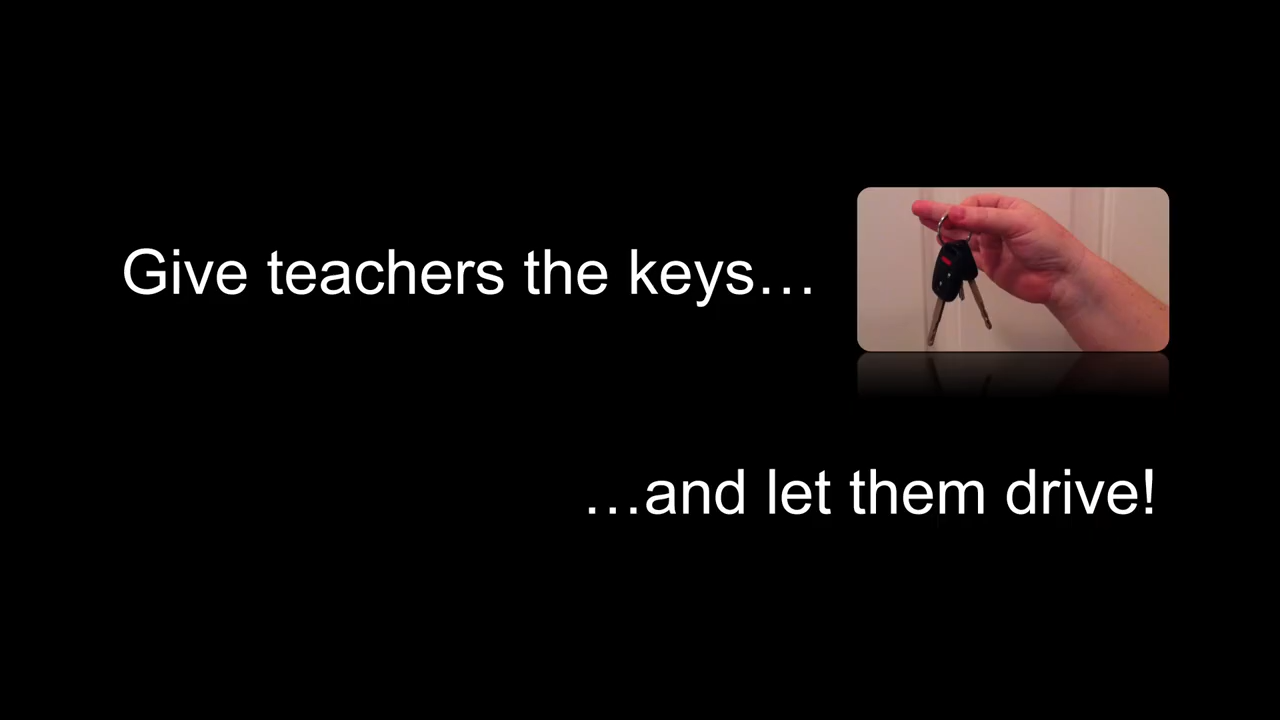 Give teachers the keys…
…and let them drive!